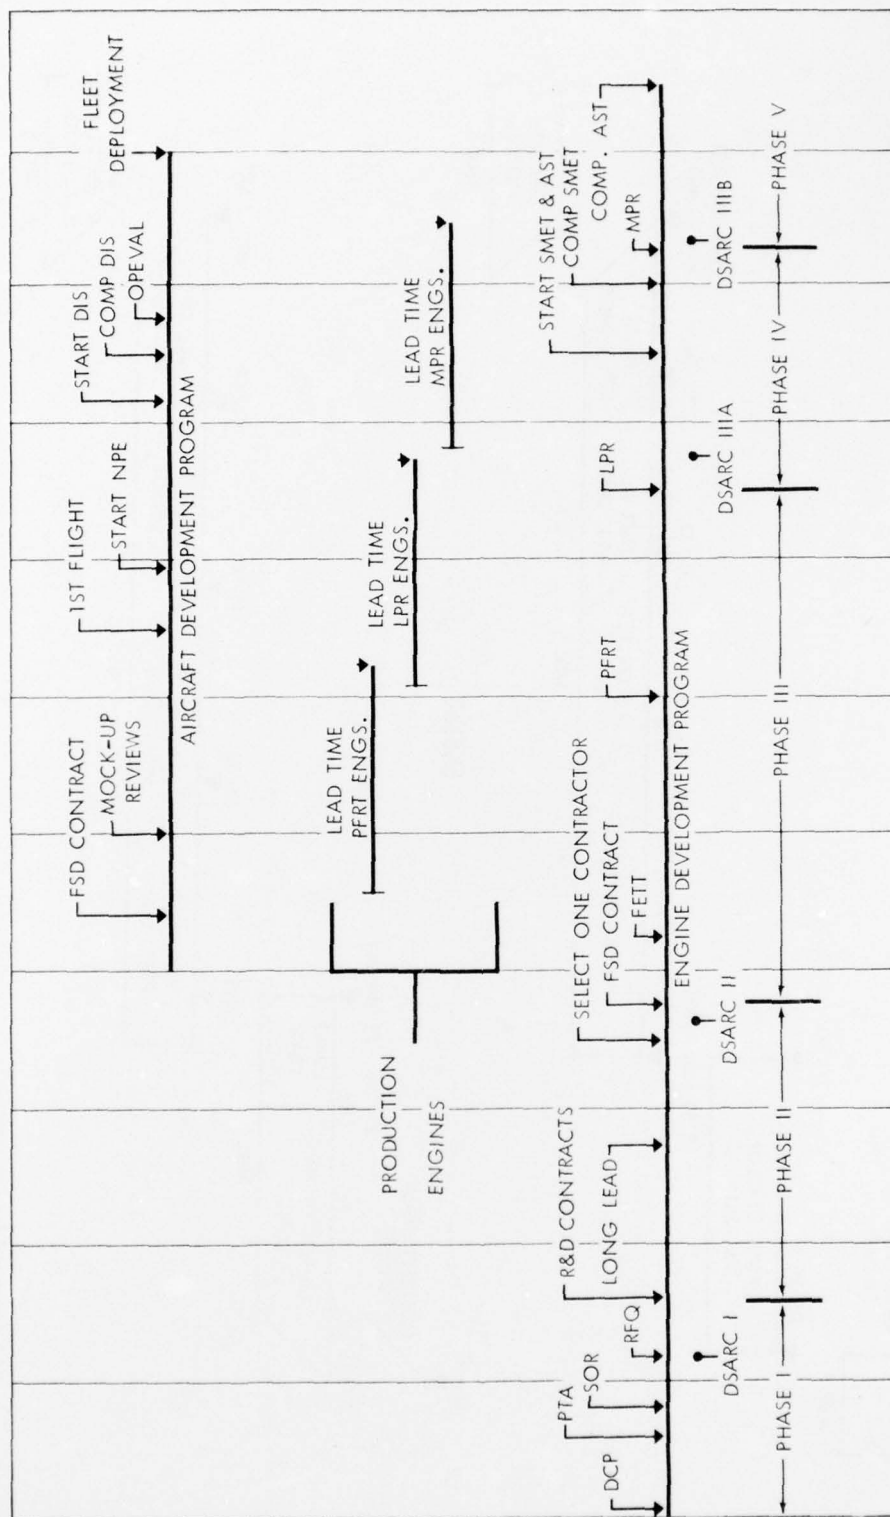 FSD CONTRACT
MOCK-UP
REVIEWS
1ST FLIGHT
START NPE
START DIS
COMP DIS
OPEVAL
FLEET
DEPLOYMENT
AIRCRAFT DEVELOPMENT PROGRAM
PRODUCTION
ENGINES
LEAD TIME
PFRT ENGS.
LEAD TIME
LPR ENGS.
LEAD TIME
MPR ENGS.
DCP
PTA
SOR
RFQ
R&D CONTRACTS
LONG LEAD
SELECT ONE CONTRACTOR
FSD CONTRACT
FETT
PFRT
LPR
START SMET & AST
COMP SMET
MPR
COMP. AST
ENGINE DEVELOPMENT PROGRAM
DSARC I
DSARC II
DSARC IIIA
DSARC IIIB
PHASE I
PHASE II
PHASE III
PHASE IV
PHASE V